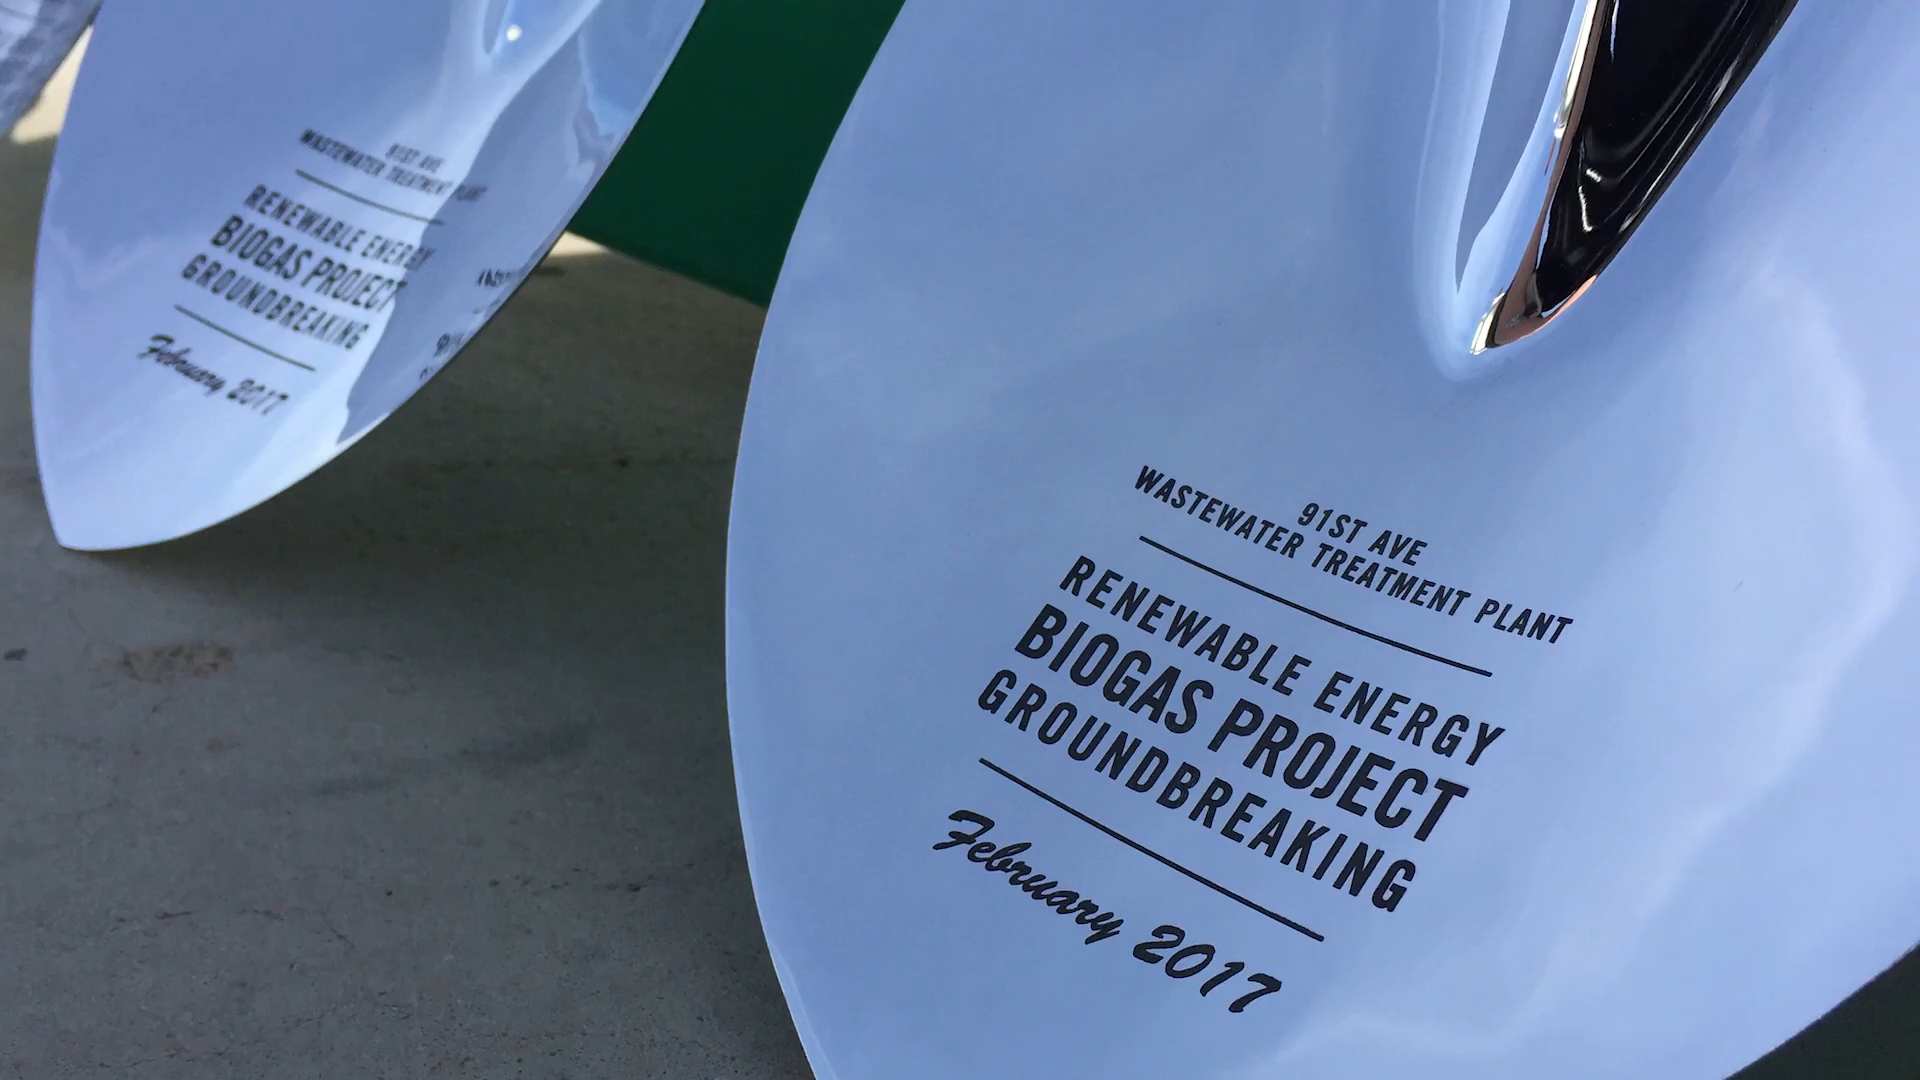 91ST AVE
WASTEWATER TREATMENT PLANT
RENEWABLE ENERGY
BIOGAS PROJECT
GROUNDBREAKING
February 2017
91ST AVE
WASTEWATER TREATMENT PLANT
RENEWABLE ENERGY
BIOGAS PROJECT
GROUNDBREAKING
February 2017